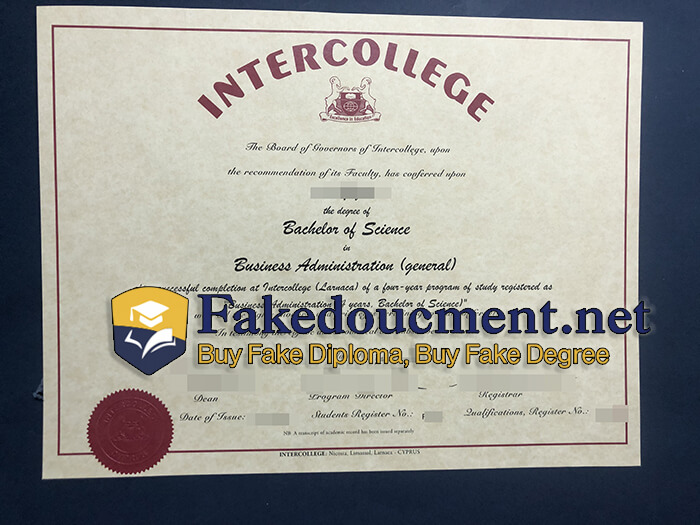 INTERCOLLEGE
Excellence in Education
The Board of Governors of Intercollege, upon
the recommendation of its Faculty, has conferred upon
the degree of
Bachelor of Science
in
Business Administration (general)
successful completion at Intercollege (Larnaca) of a four-year program of study registered as
"Business Administration years, Bachelor of Science)"
Fakedoucment.net
Buy Fake Diploma, Buy Fake Degree
Dean
Program Director
Registrar
Date of Issue:
Students Register No.:
Qualifications, Register No.:
NB: A transcript of academic record has been issued separately
INTERCOLLEGE: Nicosia, Limassol, Larnaca - CYPRUS